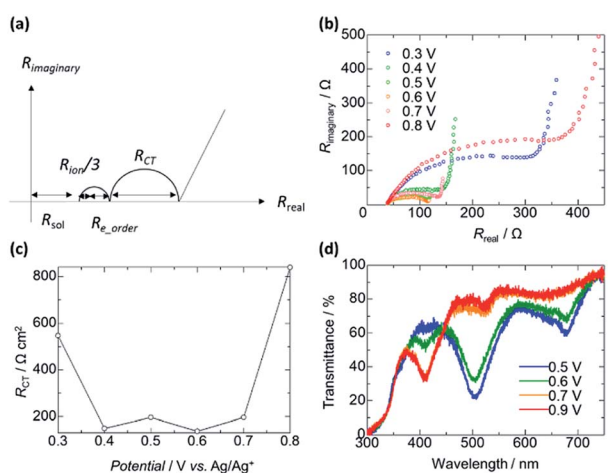 (a)
R_imaginary
R_ion/3
R_CT
R_sol
R_e_order
R_real
(b)
500
400
300
200
100
0
R_imaginary / Ω
0.3 V
0.4 V
0.5 V
0.6 V
0.7 V
0.8 V
0 100 200 300 400
R_real / Ω
(c)
800
600
400
200
R_CT / Ω cm²
0.3 0.4 0.5 0.6 0.7 0.8
Potential / V vs. Ag/Ag⁺
(d)
100
80
60
40
20
0
Transmittance / %
0.5 V
0.6 V
0.7 V
0.9 V
300 400 500 600 700
Wavelength / nm